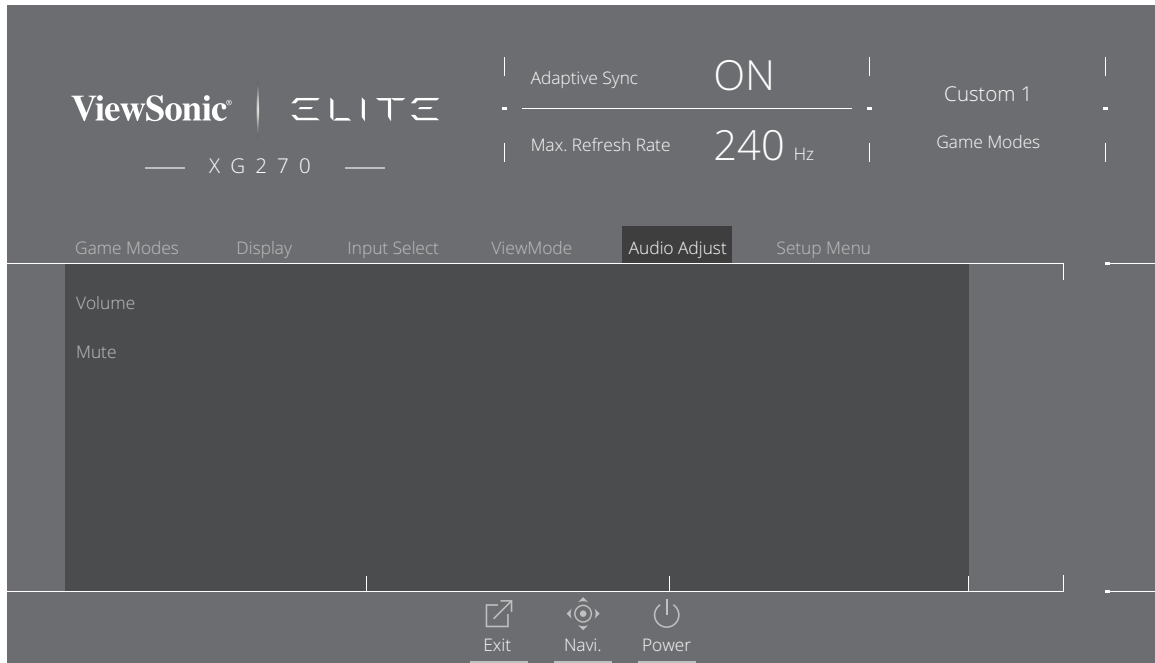 ViewSonic® | ELITE
XG270
Adaptive Sync ON
Max. Refresh Rate 240 Hz
Custom 1
Game Modes
Game Modes Display Input Select ViewMode Audio Adjust Setup Menu
Volume
Mute
Exit Navi. Power